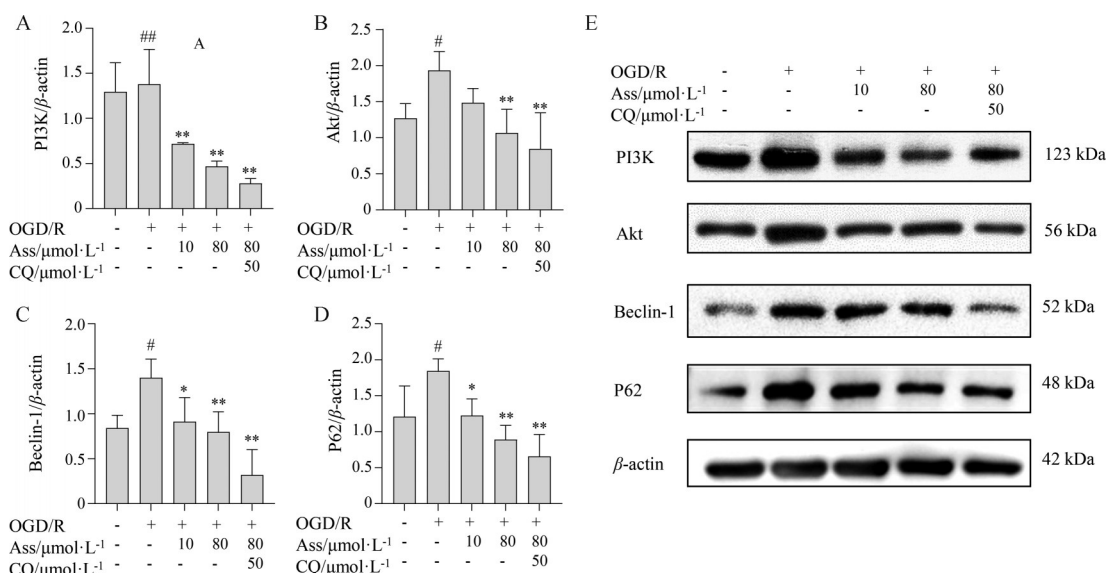 A
PI3K/β-actin
2.0
1.5
1.0
0.5
0
##
A
**
**
**
OGD/R - + + + +
Ass/μmol·L-1 - - 10 80 80
CQ/μmol·L-1 - - - - 50
B
Akt/β-actin
2.5
2.0
1.5
1.0
0.5
0
#
**
**
OGD/R - + + + +
Ass/μmol·L-1 - - 10 80 80
CQ/μmol·L-1 - - - - 50
C
Beclin-1/β-actin
2.0
1.5
1.0
0.5
0
#
*
**
**
OGD/R - + + + +
Ass/μmol·L-1 - - 10 80 80
CQ/μmol·L-1 - - - - 50
D
P62/β-actin
2.5
2.0
1.5
1.0
0.5
0
#
*
**
**
OGD/R - + + + +
Ass/μmol·L-1 - - 10 80 80
CQ/μmol·L-1 - - - - 50
E
OGD/R - + + + +
Ass/μmol·L-1 - - 10 80 80
CQ/μmol·L-1 - - - - 50
PI3K 123 kDa
Akt 56 kDa
Beclin-1 52 kDa
P62 48 kDa
β-actin 42 kDa